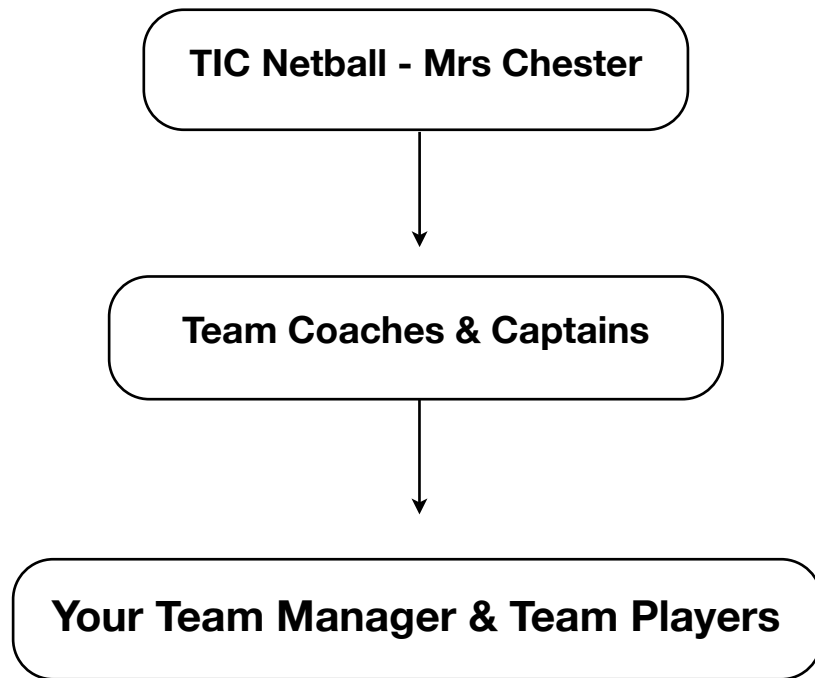 TIC Netball - Mrs Chester
Team Coaches & Captains
Your Team Manager & Team Players